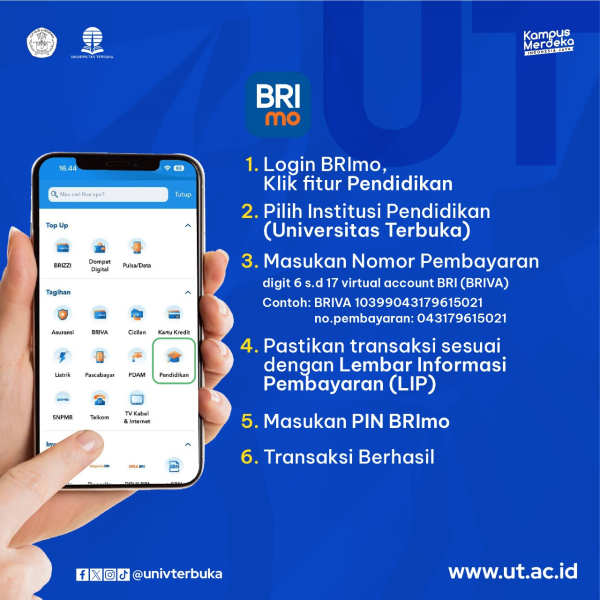 UNIVERSITAS TERBUKA
Kampus
Merdeka
INDONESIA JAYA
UT
BRI
mo
1. Login BRImo,
Klik fitur Pendidikan
2. Pilih Institusi Pendidikan
(Universitas Terbuka)
3. Masukan Nomor Pembayaran
digit 6 s.d 17 virtual account BRI (BRIVA)
Contoh: BRIVA 10399043179615021
no.pembayaran: 043179615021
4. Pastikan transaksi sesuai
dengan Lembar Informasi
Pembayaran (LIP)
5. Masukan PIN BRImo
6. Transaksi Berhasil
16.44
Mau cari fitur apa?
Tutup
Top Up
BRIZZI
Dompet
Digital
Pulsa/Data
Tagihan
Asuransi
BRIVA
Cicilan
Kartu Kredit
Listrik
Pascabayar
PDAM
Pendidikan
SNPMB
Telkom
TV Kabel
& Internet
@univterbuka
www.ut.ac.id